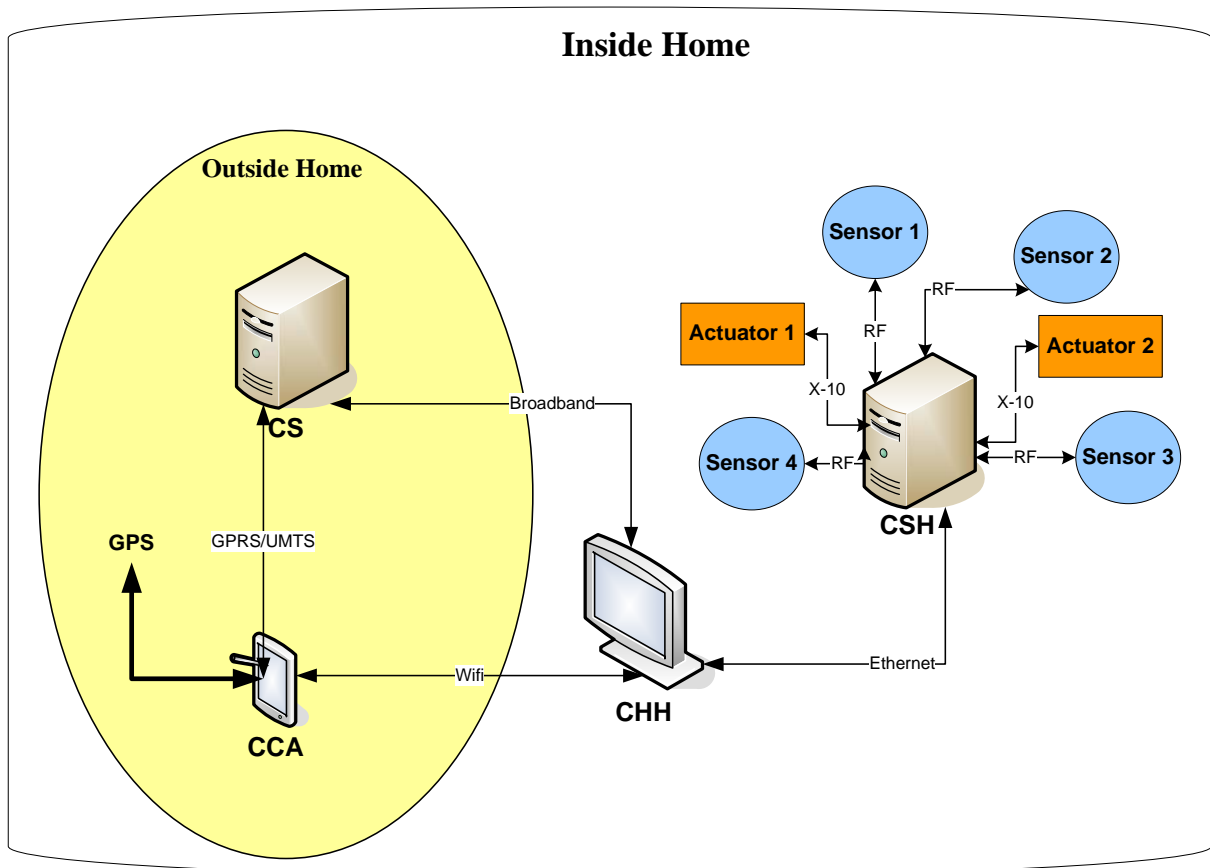 Inside Home
Outside Home
Sensor 1
Sensor 2
RF
Actuator 1
RF
Actuator 2
X-10
X-10
Broadband
CS
Sensor 4
RF
RF
Sensor 3
CSH
GPRS/UMTS
GPS
Ethernet
Wifi
CHH
CCA